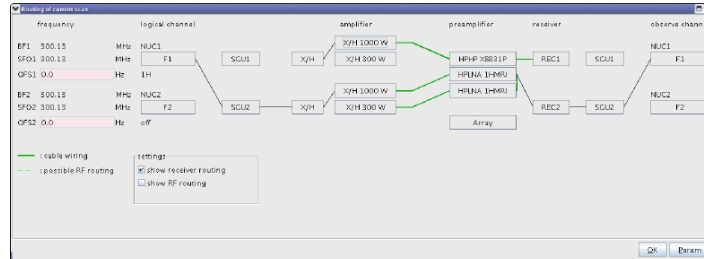 Routing of current scan
frequency logical channel amplifier preamplifier receiver observe chann
BF1 300.13 MHz NUC1 X/H 1000 W NUC1
SFO1 300.13 MHz F1 SGU1 X/H X/H 300 W HPHP XBB31P REC1 SGU1 F1
OFS1 0.0 Hz 1H HPLNA 1HMRI
BF2 300.13 MHz NUC2 X/H 1000 W HPLNA 1HMRI NUC2
SFO2 300.13 MHz F2 SGU2 X/H X/H 300 W REC2 SGU2 F2
OFS2 0.0 Hz off Array
: cable wiring settings
: possible RF routing show receiver routing
show RF routing
OK Param